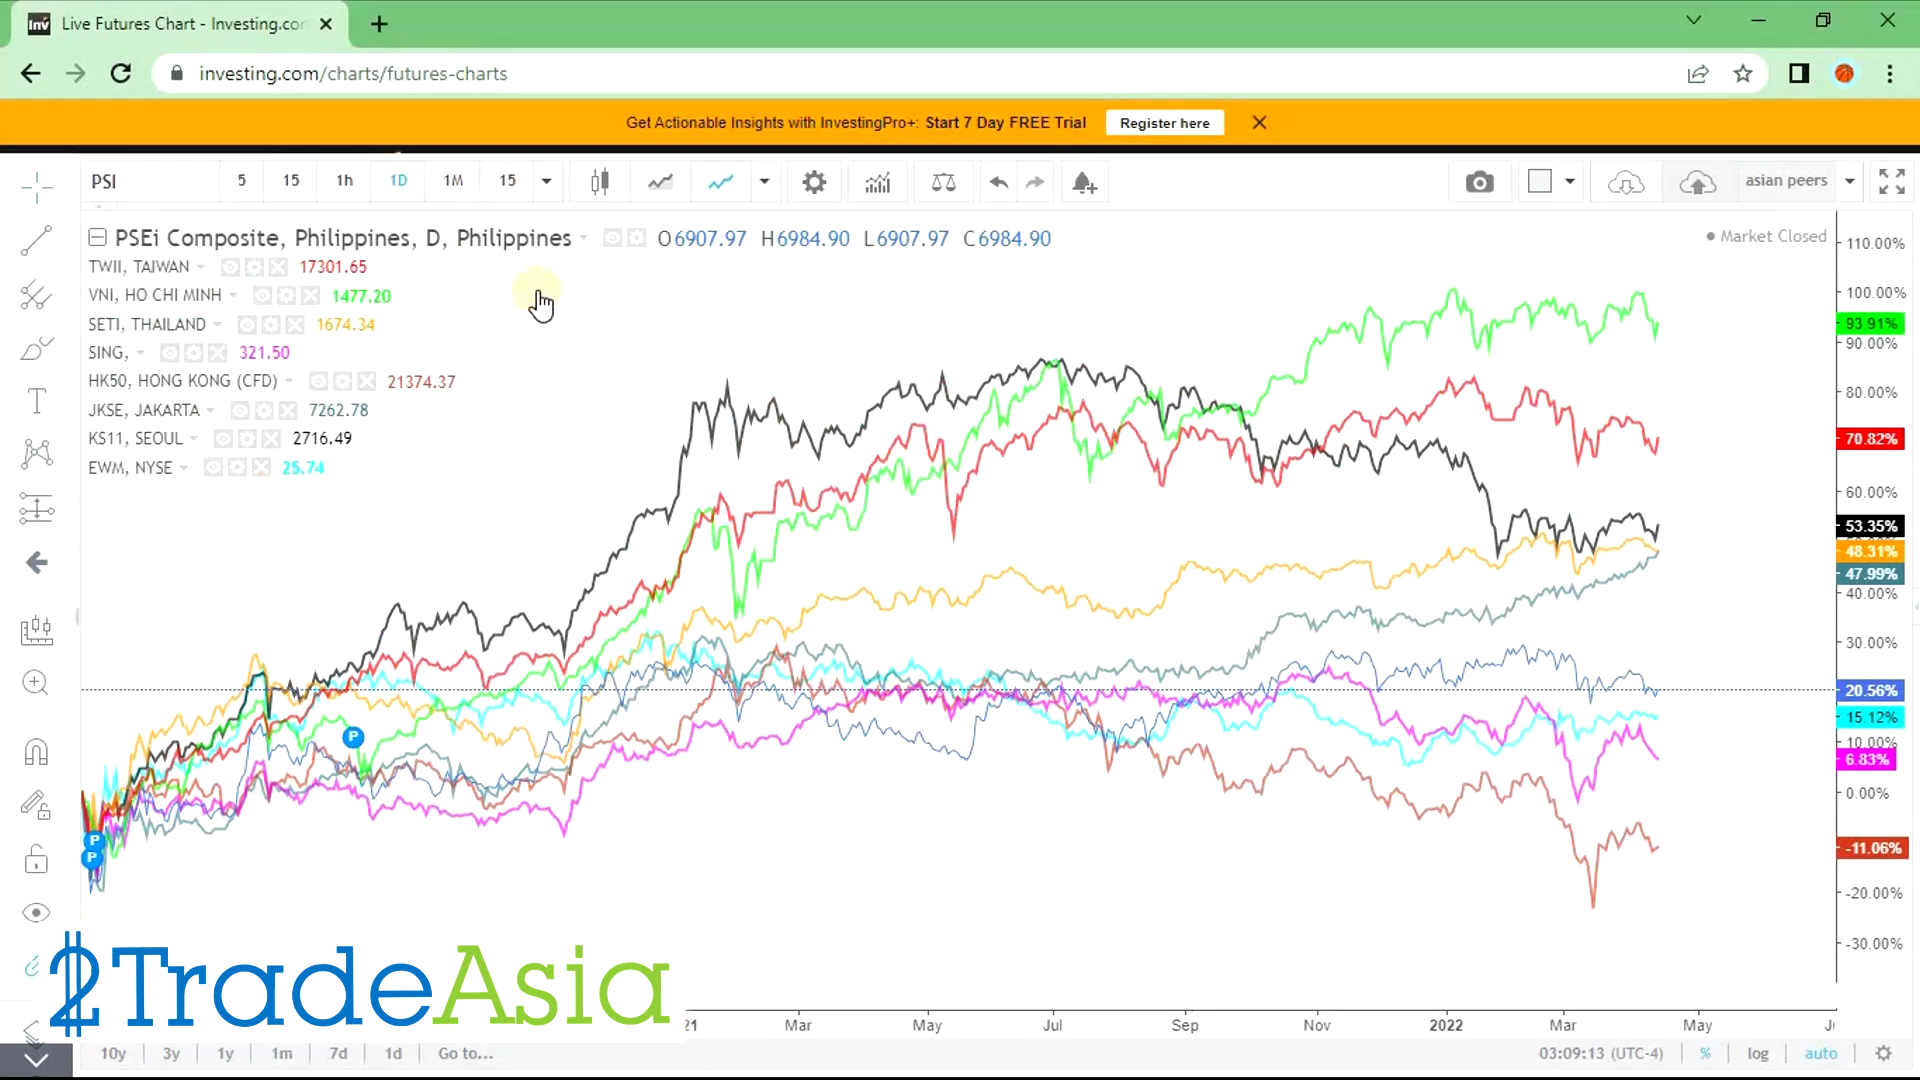 Live Futures Chart - Investing.co
investing.com/charts/futures-charts
Get Actionable Insights with InvestingPro+: Start 7 Day FREE Trial Register here
PSI 5 15 1h 1D 1M 15 asian peers
PSEi Composite, Philippines, D, Philippines O6907.97 H6984.90 L6907.97 C6984.90 Market Closed
TWII, TAIWAN 17301.65
VNI, HO CHI MINH 1477.20
SETI, THAILAND 1674.34
SING, 321.50
HK50, HONG KONG (CFD) 21374.37
JKSE, JAKARTA 7262.78
KS11, SEOUL 2716.49
EWM, NYSE 25.74
110.00%
100.00%
93.91%
90.00%
80.00%
70.82%
60.00%
53.35%
48.31%
47.99%
40.00%
30.00%
20.56%
15.12%
10.00%
6.83%
0.00%
-11.06%
-20.00%
-30.00%
P
P
P
2TradeAsia
21 Mar May Jul Sep Nov 2022 Mar May
10y 3y 1y 1m 7d 1d Go to... 03:09:13 (UTC-4) % log auto